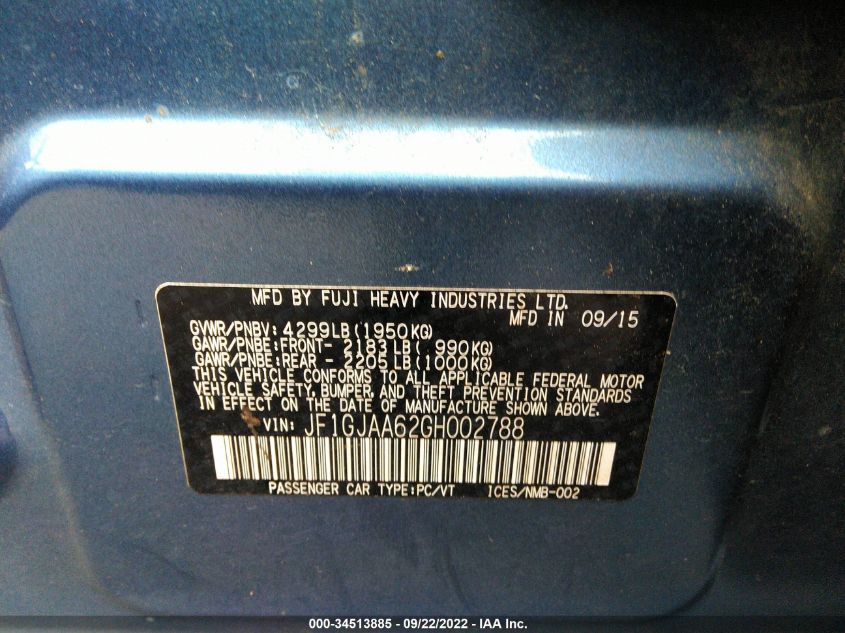 MFD BY FUJI HEAVY INDUSTRIES LTD.
MFD IN 09/15
GVWR/PNBV: 4299LB(1950KG)
GAWR/PNBE:FRONT- 2183LB( 990KG)
GAWR/PNBE:REAR - 2205LB(1000KG)
THIS VEHICLE CONFORMS TO ALL APPLICABLE FEDERAL MOTOR
VEHICLE SAFETY, BUMPER, AND THEFT PREVENTION STANDARDS
IN EFFECT ON THE DATE OF MANUFACTURE SHOWN ABOVE.
VIN: JF1GJAA62GH002788
PASSENGER CAR TYPE:PC/VT ICES/NMB-002
000-34513885 - 09/22/2022 - IAA Inc.